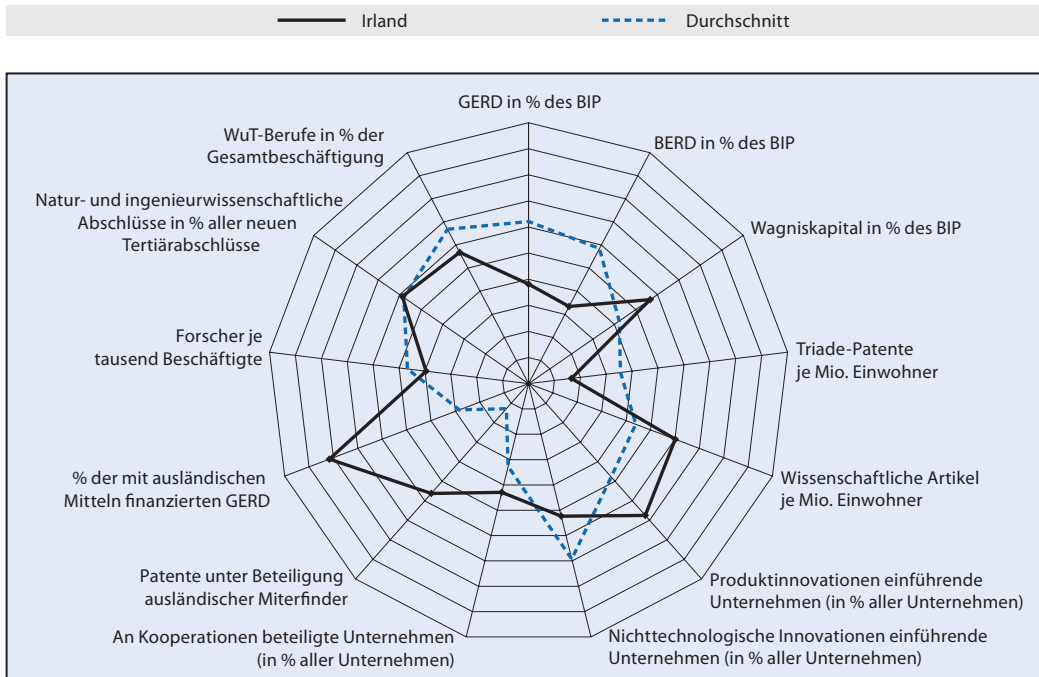 Irland
Durchschnitt
GERD in % des BIP
BERD in % des BIP
Wagniskapital in % des BIP
Triade-Patente
je Mio. Einwohner
Wissenschaftliche Artikel
je Mio. Einwohner
Produktinnovationen einführende
Unternehmen (in % aller Unternehmen)
Nichttechnologische Innovationen einführende
Unternehmen (in % aller Unternehmen)
An Kooperationen beteiligte Unternehmen
(in % aller Unternehmen)
Patente unter Beteiligung
ausländischer Miterfinder
% der mit ausländischen
Mitteln finanzierten GERD
Forscher je
tausend Beschäftigte
Natur- und ingenieurwissenschaftliche
Abschlüsse in % aller neuen
Tertiärabschlüsse
WuT-Berufe in % der
Gesamtbeschäftigung